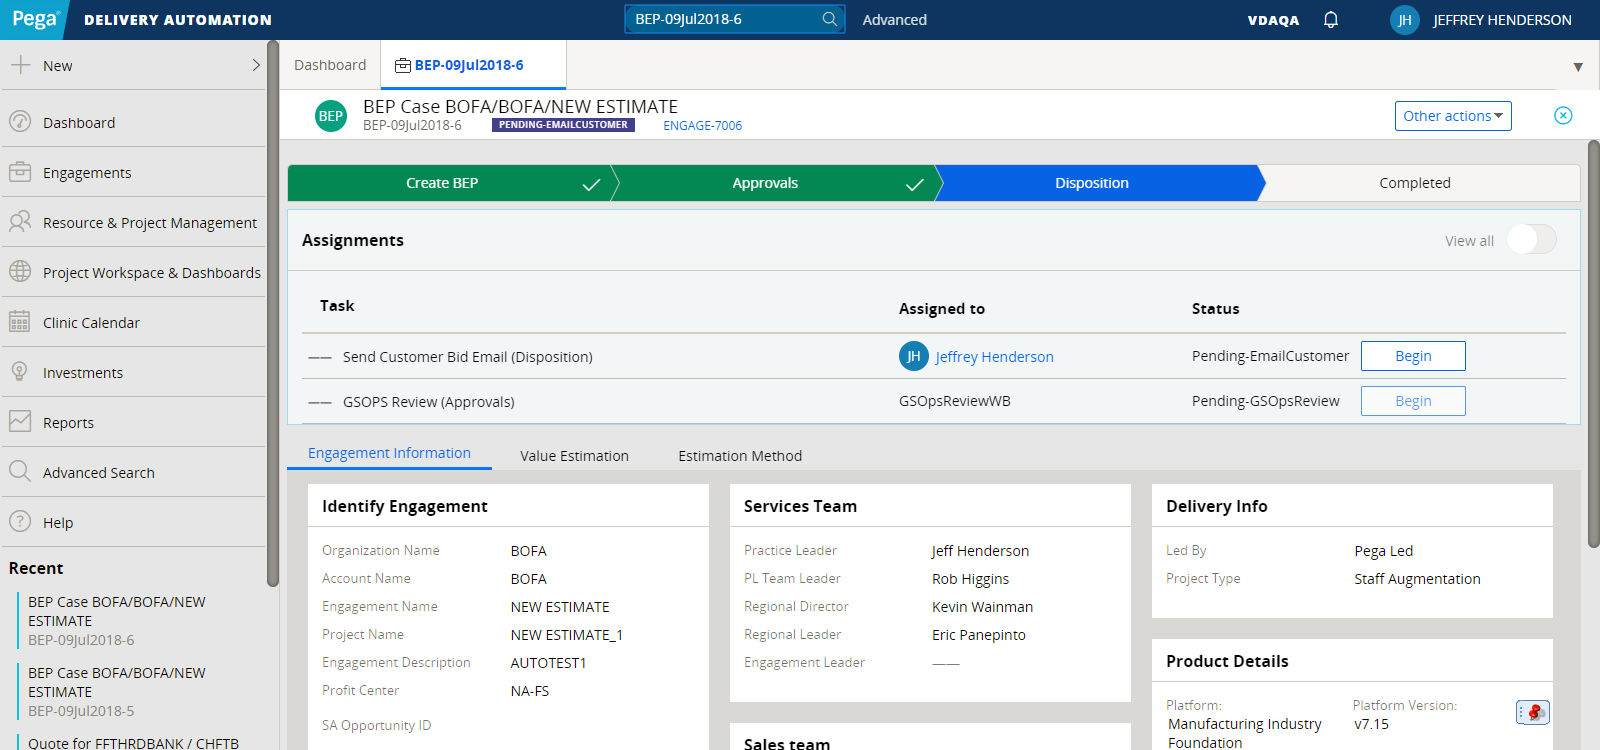 Pega DELIVERY AUTOMATION BEP-09Jul2018-6 Advanced VDAQA JH JEFFREY HENDERSON
New
Dashboard
Engagements
Resource & Project Management
Project Workspace & Dashboards
Clinic Calendar
Investments
Reports
Advanced Search
Help
Recent
BEP Case BOFA/BOFA/NEW
ESTIMATE
BEP-09Jul2018-6
BEP Case BOFA/BOFA/NEW
ESTIMATE
BEP-09Jul2018-5
Quote for FFTHRDBANK / CHFTB
Dashboard BEP-09Jul2018-6
BEP BEP Case BOFA/BOFA/NEW ESTIMATE
BEP-09Jul2018-6 PENDING-EMAILCUSTOMER ENGAGE-7006
Other actions
Create BEP Approvals Disposition Completed
Assignments View all
Task Assigned to Status
Send Customer Bid Email (Disposition) JH Jeffrey Henderson Pending-EmailCustomer Begin
GSOPS Review (Approvals) GSOpsReviewWB Pending-GSOpsReview Begin
Engagement Information Value Estimation Estimation Method
Identify Engagement
Organization Name BOFA
Account Name BOFA
Engagement Name NEW ESTIMATE
Project Name NEW ESTIMATE_1
Engagement Description AUTOTEST1
Profit Center NA-FS
SA Opportunity ID
Services Team
Practice Leader Jeff Henderson
PL Team Leader Rob Higgins
Regional Director Kevin Wainman
Regional Leader Eric Panepinto
Engagement Leader ——
Sales team
Delivery Info
Led By Pega Led
Project Type Staff Augmentation
Product Details
Platform: Platform Version:
Manufacturing Industry v7.15
Foundation